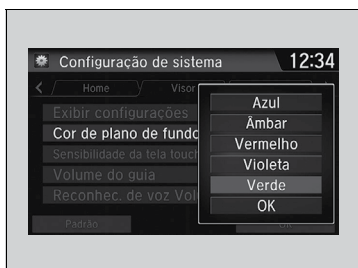 Configuração de sistema 12:34
Home Visor
Exibir configurações
Cor de plano de fundo
Sensibilidade da tela touch
Volume do guia
Reconhec. de voz Vol
Azul
Âmbar
Vermelho
Violeta
Verde
OK
Padrão OK